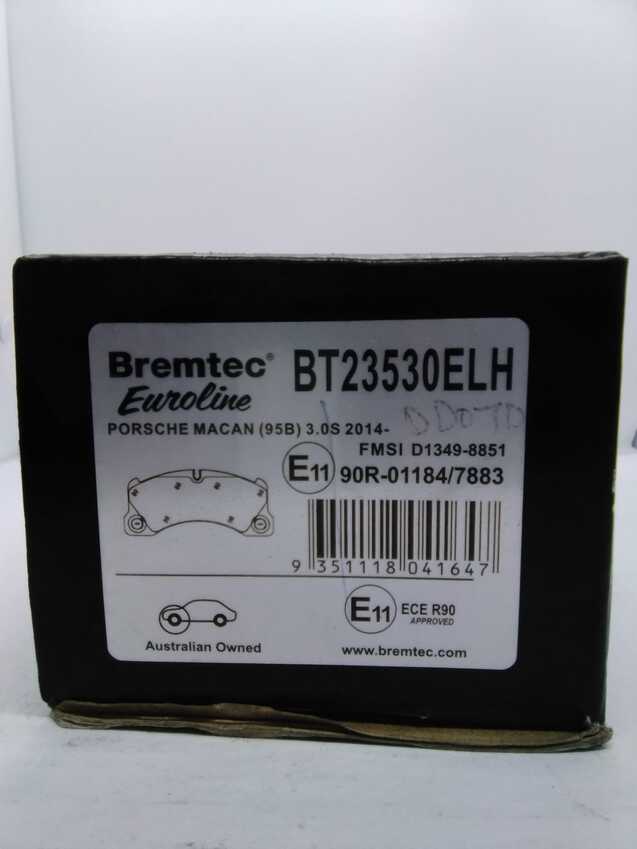 Bremtec®
BT23530ELH
Euroline
PORSCHE MACAN (95B) 3.0S 2014-
FMSI D1349-8851
E11
90R-01184/7883
9 351118 041647
E11
ECE R90
APPROVED
Australian Owned
www.bremtec.com